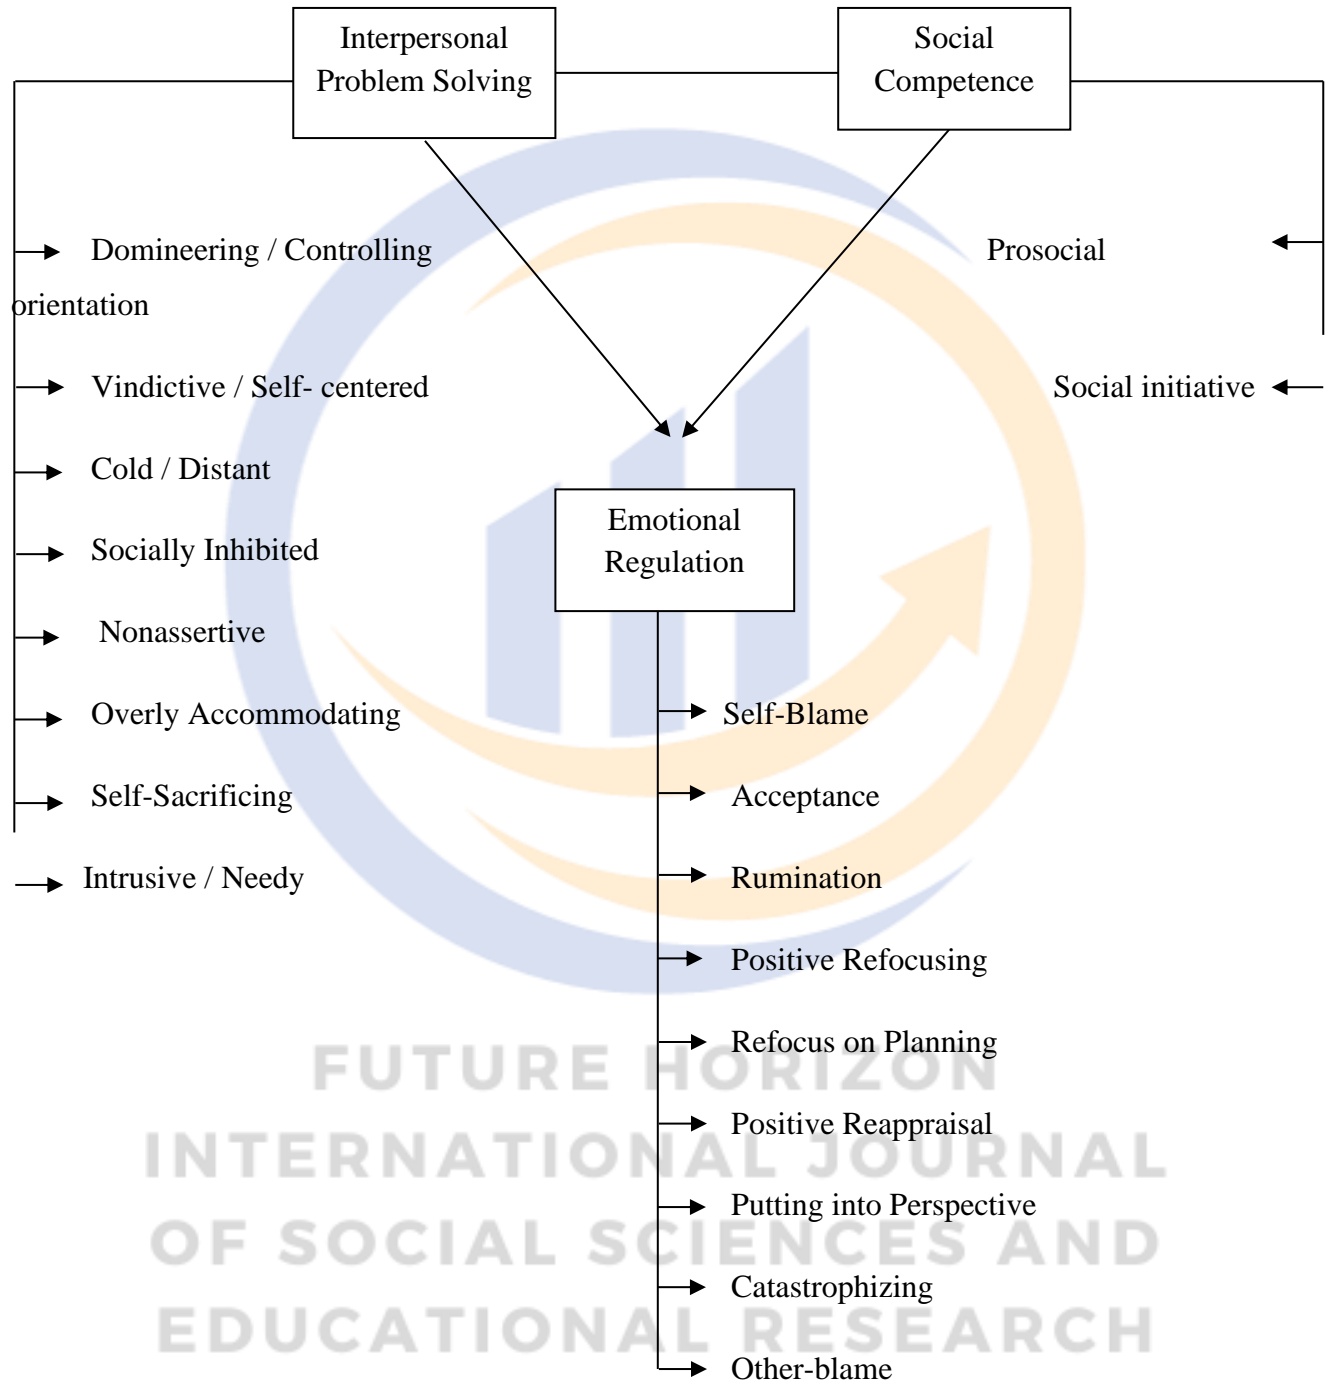 Interpersonal
Problem Solving
Social
Competence
Domineering / Controlling
orientation
Vindictive / Self- centered
Cold / Distant
Socially Inhibited
Nonassertive
Overly Accommodating
Self-Sacrificing
Intrusive / Needy
Prosocial
Social initiative
Emotional
Regulation
Self-Blame
Acceptance
Rumination
Positive Refocusing
Refocus on Planning
Positive Reappraisal
Putting into Perspective
Catastrophizing
Other-blame
FUTURE HORIZON
INTERNATIONAL JOURNAL
OF SOCIAL SCIENCES AND
EDUCATIONAL RESEARCH